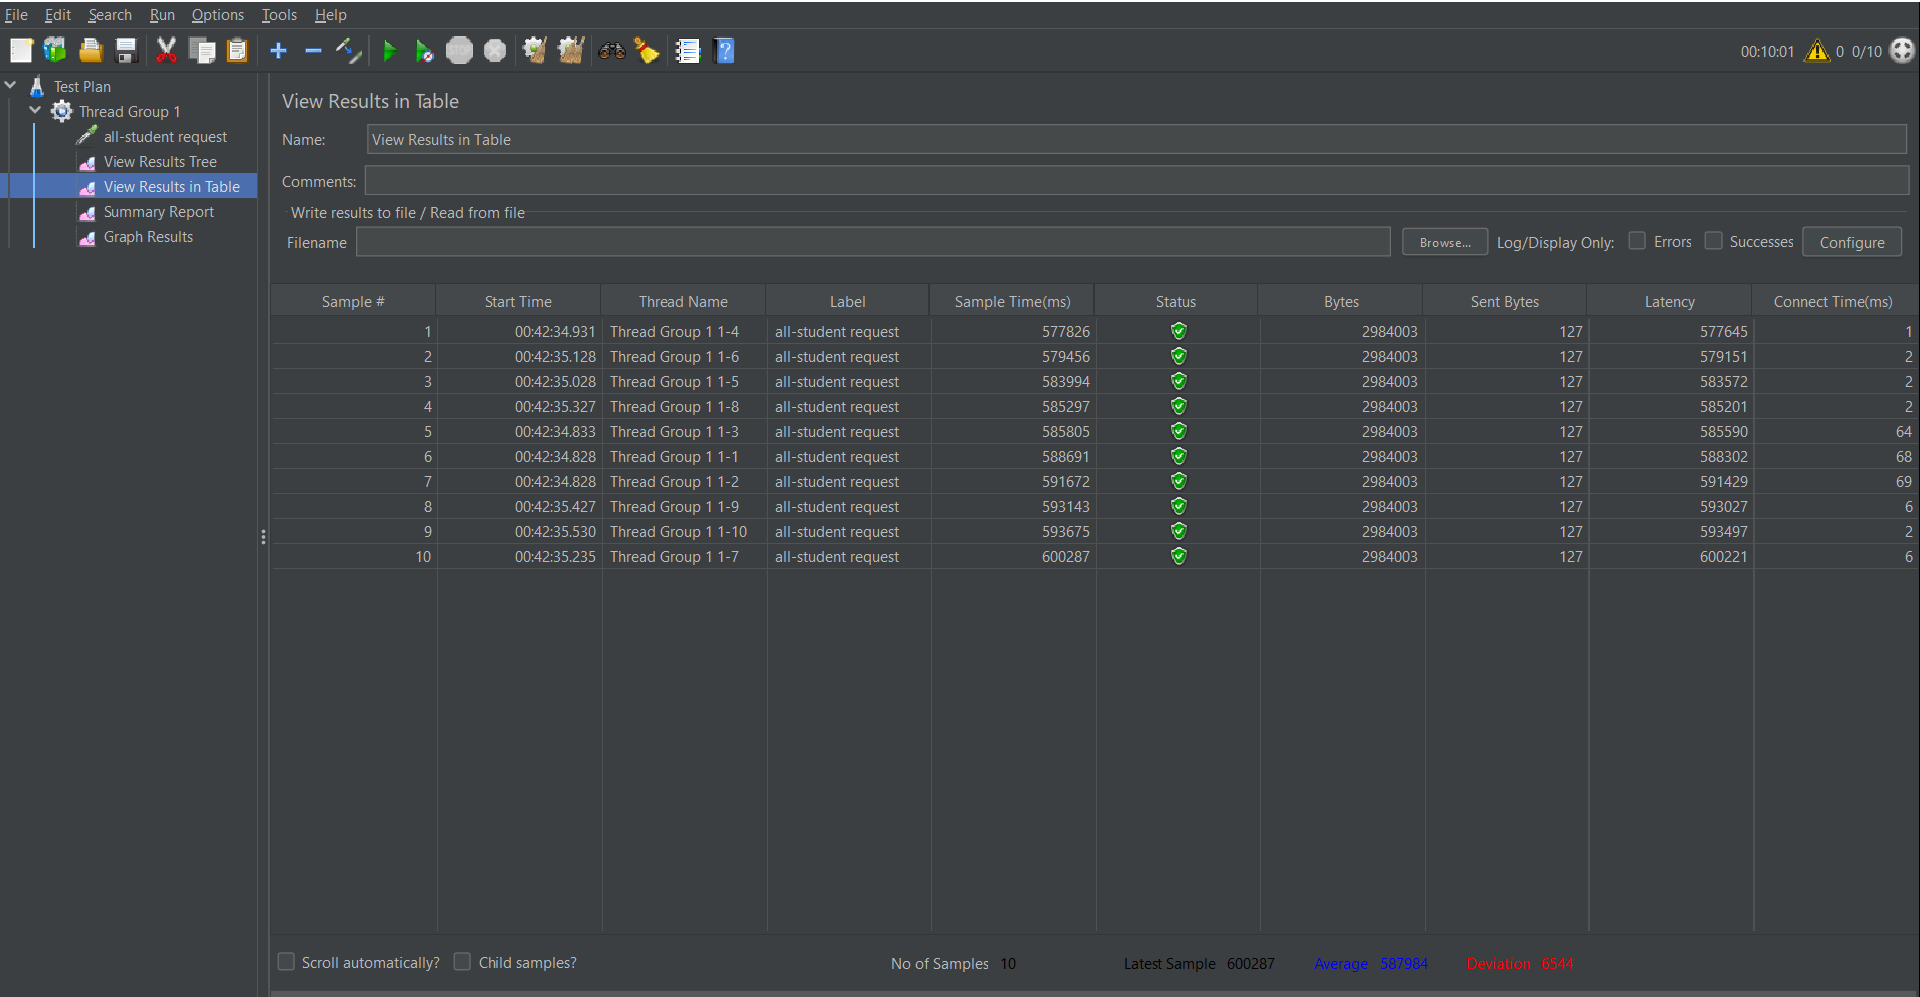 File Edit Search Run Options Tools Help
STOP 00:10:01 0 0/10
Test Plan
Thread Group 1
all-student request
View Results Tree
View Results in Table
Summary Report
Graph Results
View Results in Table
Name: View Results in Table
Comments:
Write results to file / Read from file
Filename Browse... Log/Display Only: Errors Successes Configure
Sample # Start Time Thread Name Label Sample Time(ms) Status Bytes Sent Bytes Latency Connect Time(ms)
1 00:42:34.931 Thread Group 1 1-4 all-student request 577826 2984003 127 577645 1
2 00:42:35.128 Thread Group 1 1-6 all-student request 579456 2984003 127 579151 2
3 00:42:35.028 Thread Group 1 1-5 all-student request 583994 2984003 127 583572 2
4 00:42:35.327 Thread Group 1 1-8 all-student request 585297 2984003 127 585201 2
5 00:42:34.833 Thread Group 1 1-3 all-student request 585805 2984003 127 585590 64
6 00:42:34.828 Thread Group 1 1-1 all-student request 588691 2984003 127 588302 68
7 00:42:34.828 Thread Group 1 1-2 all-student request 591672 2984003 127 591429 69
8 00:42:35.427 Thread Group 1 1-9 all-student request 593143 2984003 127 593027 6
9 00:42:35.530 Thread Group 1 1-10 all-student request 593675 2984003 127 593497 2
10 00:42:35.235 Thread Group 1 1-7 all-student request 600287 2984003 127 600221 6
Scroll automatically? Child samples? No of Samples 10 Latest Sample 600287 Average 587984 Deviation 6544